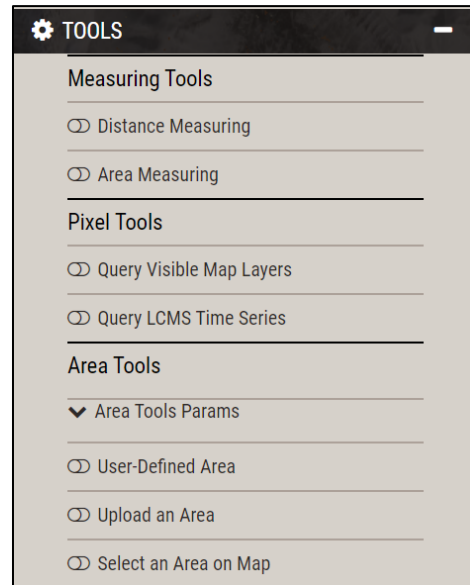 TOOLS
Measuring Tools
Distance Measuring
Area Measuring
Pixel Tools
Query Visible Map Layers
Query LCMS Time Series
Area Tools
Area Tools Params
User-Defined Area
Upload an Area
Select an Area on Map